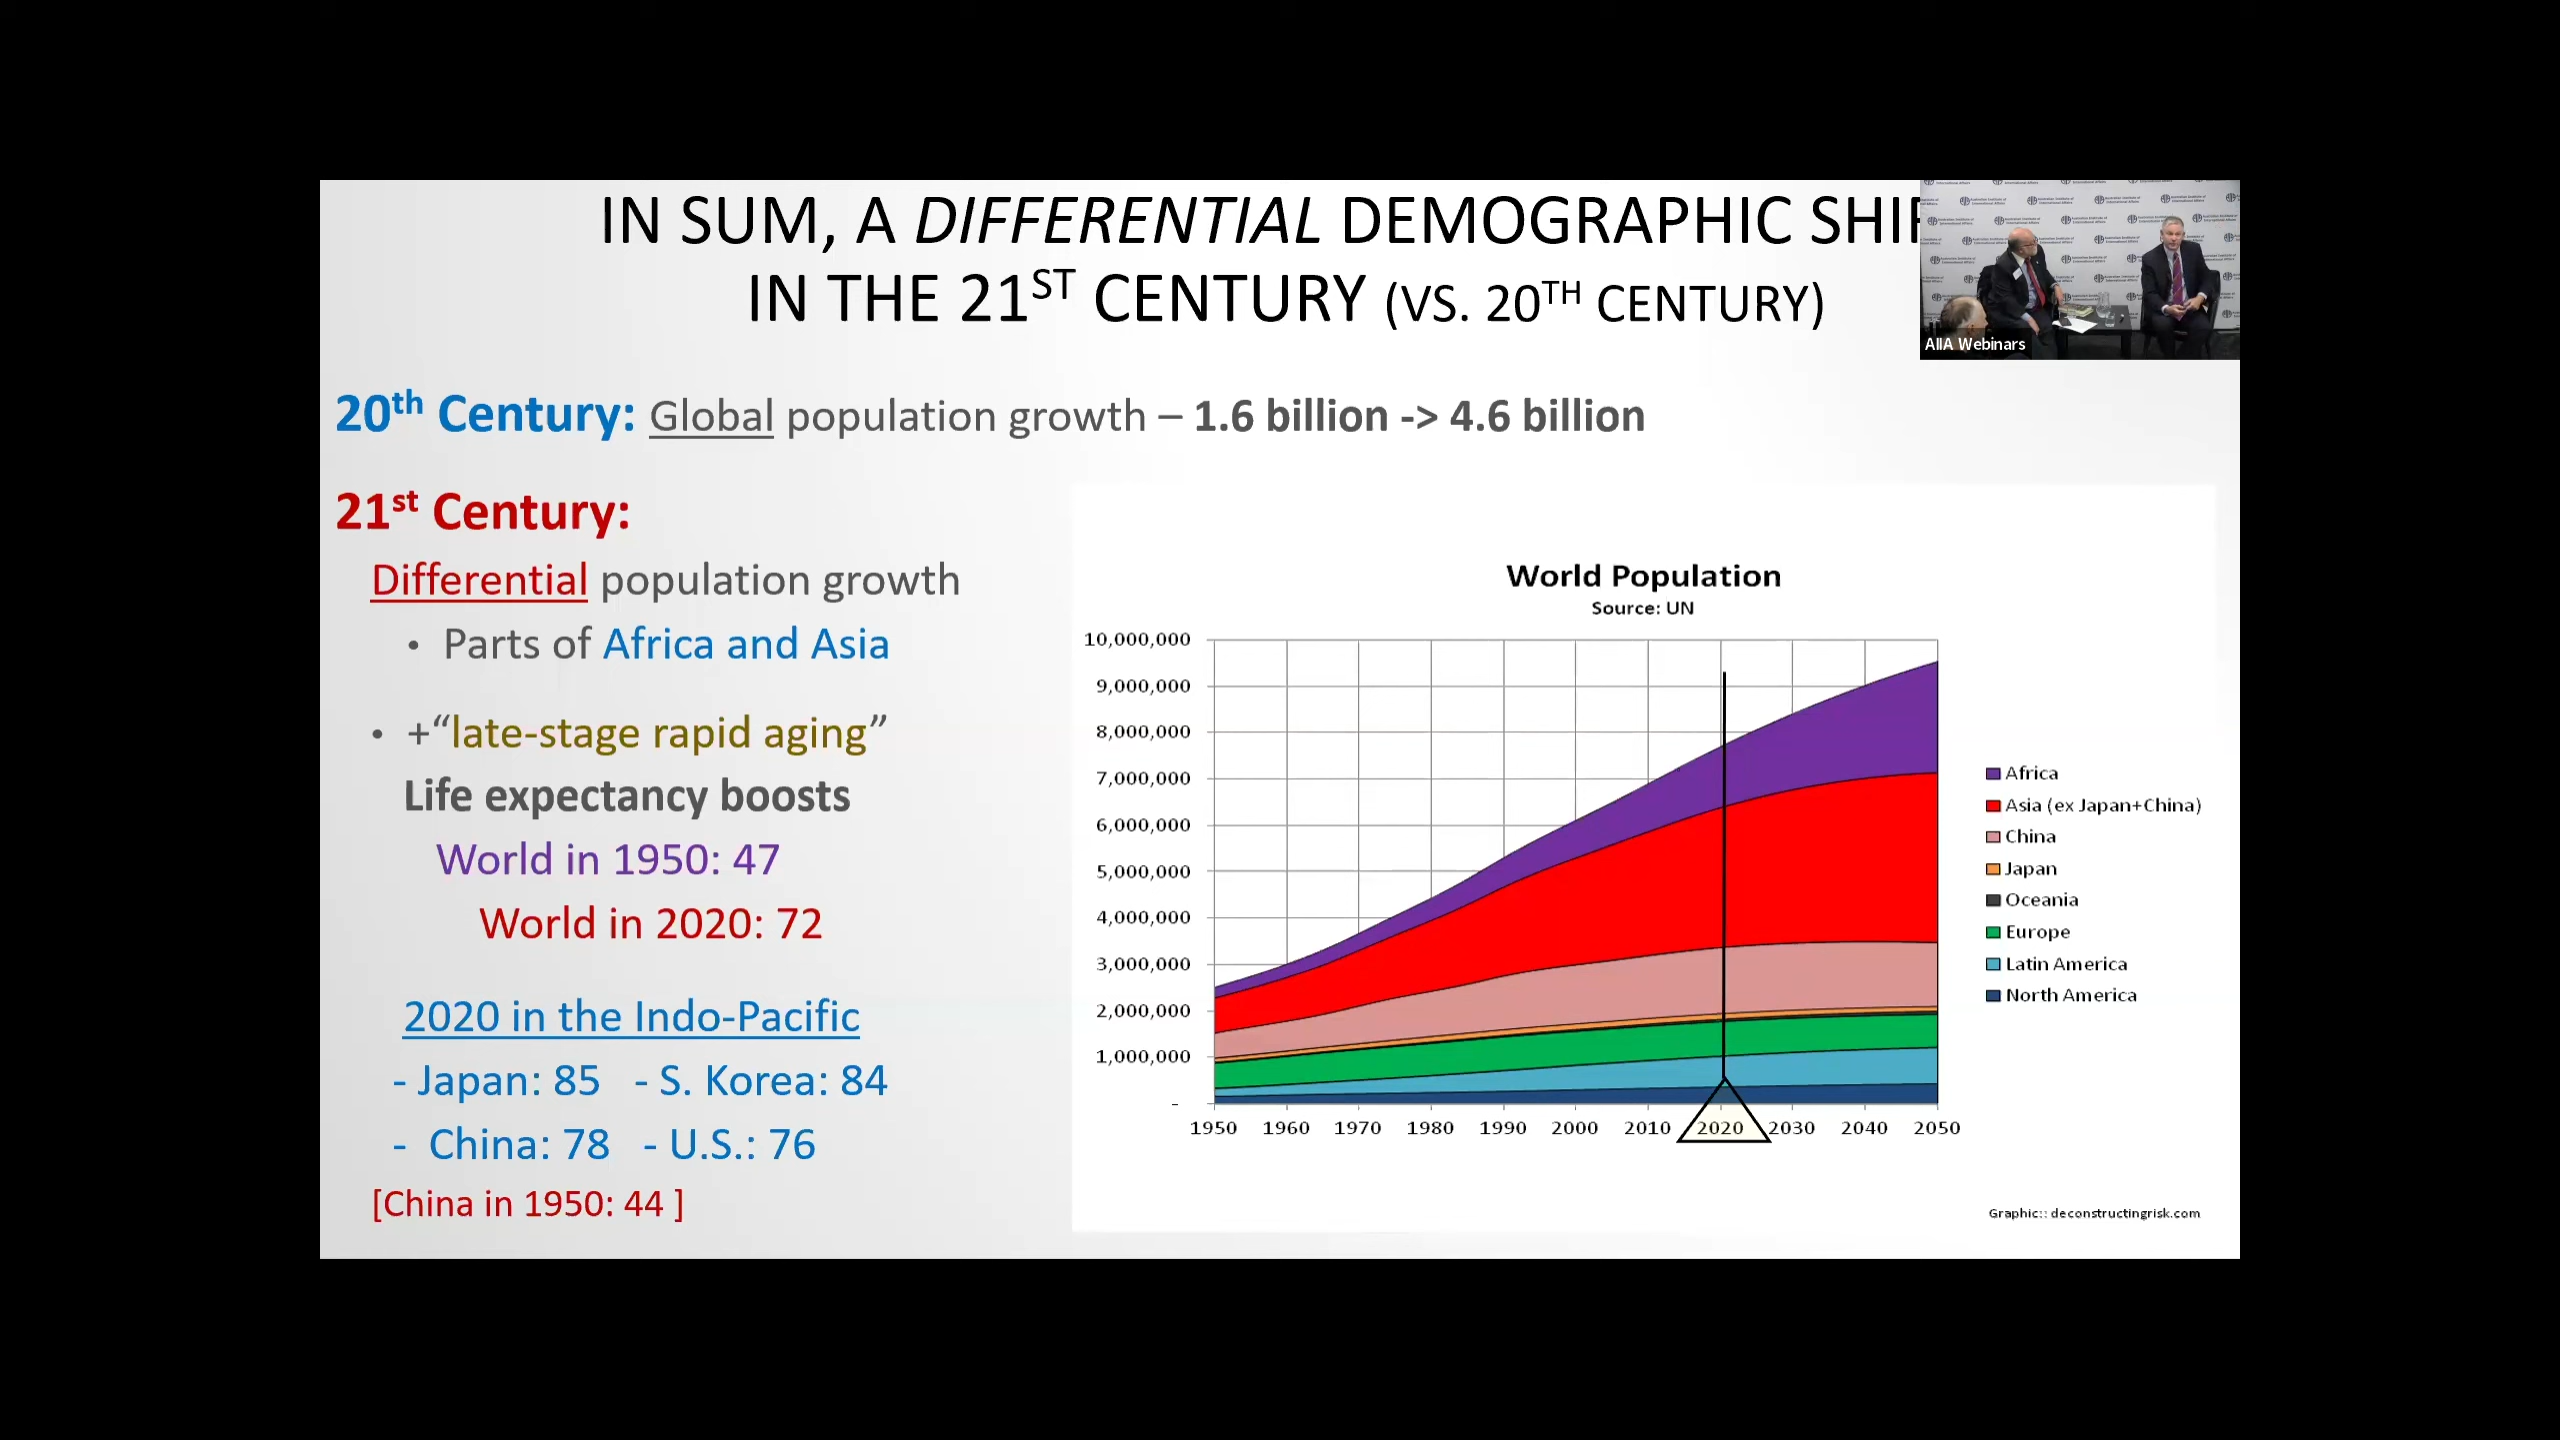 IN SUM, A DIFFERENTIAL DEMOGRAPHIC SHIF
IN THE 21ST CENTURY (VS. 20TH CENTURY)
AIIA Webinars
20th Century: Global population growth – 1.6 billion -> 4.6 billion
21st Century:
Differential population growth
• Parts of Africa and Asia
• +“late-stage rapid aging”
Life expectancy boosts
World in 1950: 47
World in 2020: 72
2020 in the Indo-Pacific
- Japan: 85 - S. Korea: 84
- China: 78 - U.S.: 76
[China in 1950: 44 ]
World Population
Source: UN
10,000,000
9,000,000
8,000,000
7,000,000
6,000,000
5,000,000
4,000,000
3,000,000
2,000,000
1,000,000
-
1950 1960 1970 1980 1990 2000 2010 2020 2030 2040 2050
Africa
Asia (ex Japan+China)
China
Japan
Oceania
Europe
Latin America
North America
Graphic:: deconstructingrisk.com